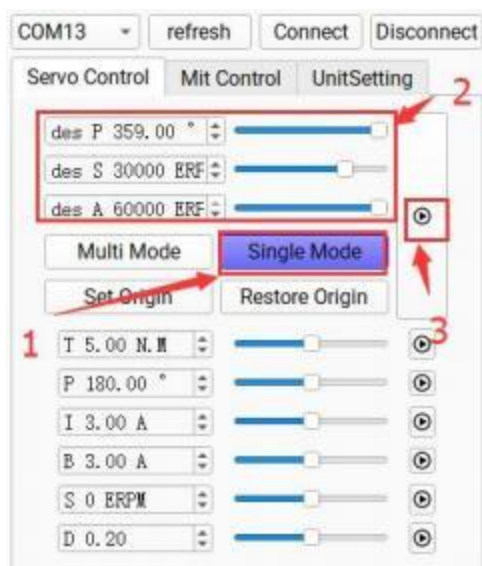 COM13 refresh Connect Disconnect
Servo Control Mit Control UnitSetting
2
des P 359.00 °
des S 30000 ERF
des A 60000 ERF
Multi Mode Single Mode
Set Origin Restore Origin
1
3
T 5.00 N.M
P 180.00 °
I 3.00 A
B 3.00 A
S 0 ERPM
D 0.20